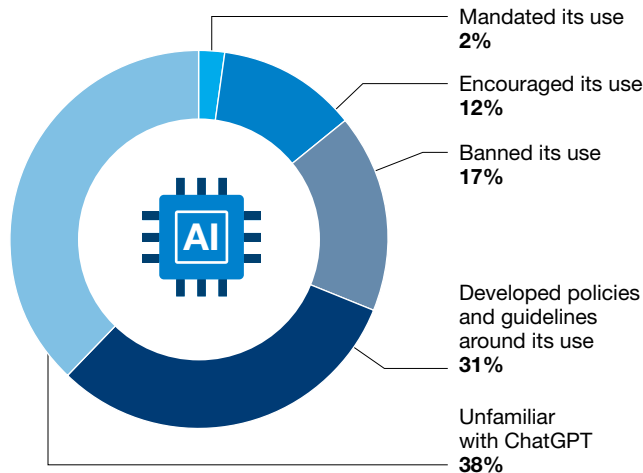 Mandated its use
2%
Encouraged its use
12%
Banned its use
17%
AI
Developed policies
and guidelines
around its use
31%
Unfamiliar
with ChatGPT
38%